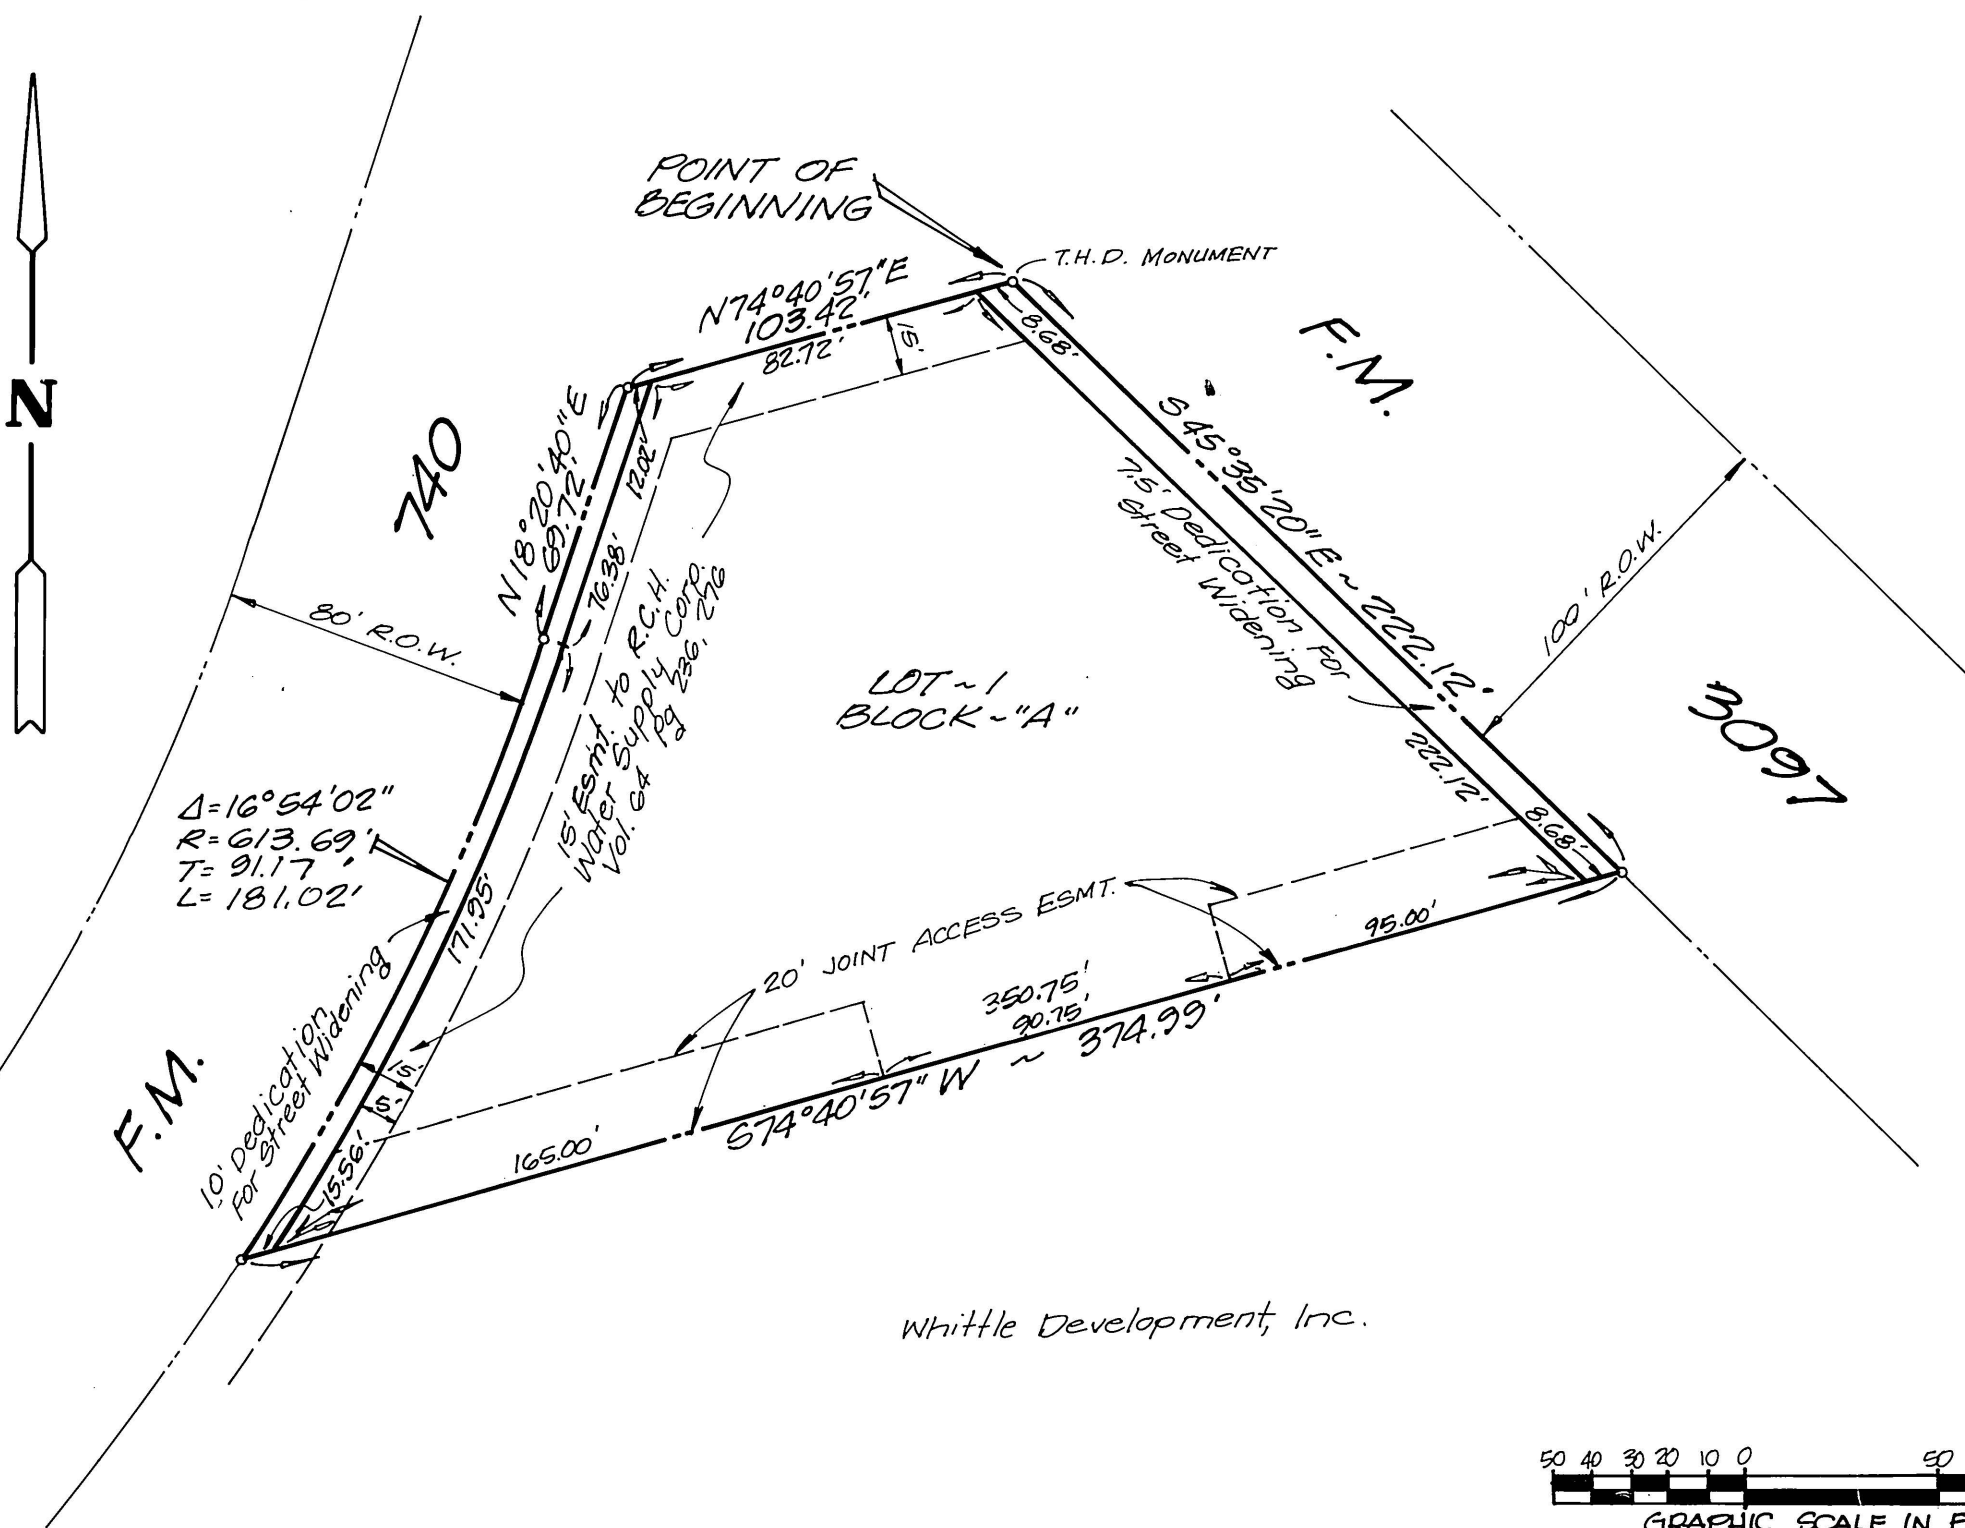 POINT OF
BEGINNING
T.H.D. MONUMENT
N74°40'57"E
103.42'
82.72'
15'
8.68'
F.M.
N
740
N18°20'40"E
69.72'
12.02'
76.38'
S45°35'20"E ~ 222.12'
7.5' Dedication For
Street Widening
100' R.O.W.
80' R.O.W.
15' Esmt. to R.C.H.
Water Supply Corp.
Vol. 64 pg 236, 276
LOT ~ 1
BLOCK ~ "A"
3097
222.12'
8.68'
Δ=16°54'02"
R=613.69'
T=91.17'
L=181.02'
171.95'
20' JOINT ACCESS ESMT.
95.00'
350.75'
90.75'
S74°40'57"W ~ 374.99'
10' Dedication
For Street Widening
15'
5'
F.M.
165.00'
15.56'
Whittle Development, Inc.
50 40 30 20 10 0 50
GRAPHIC SCALE IN F